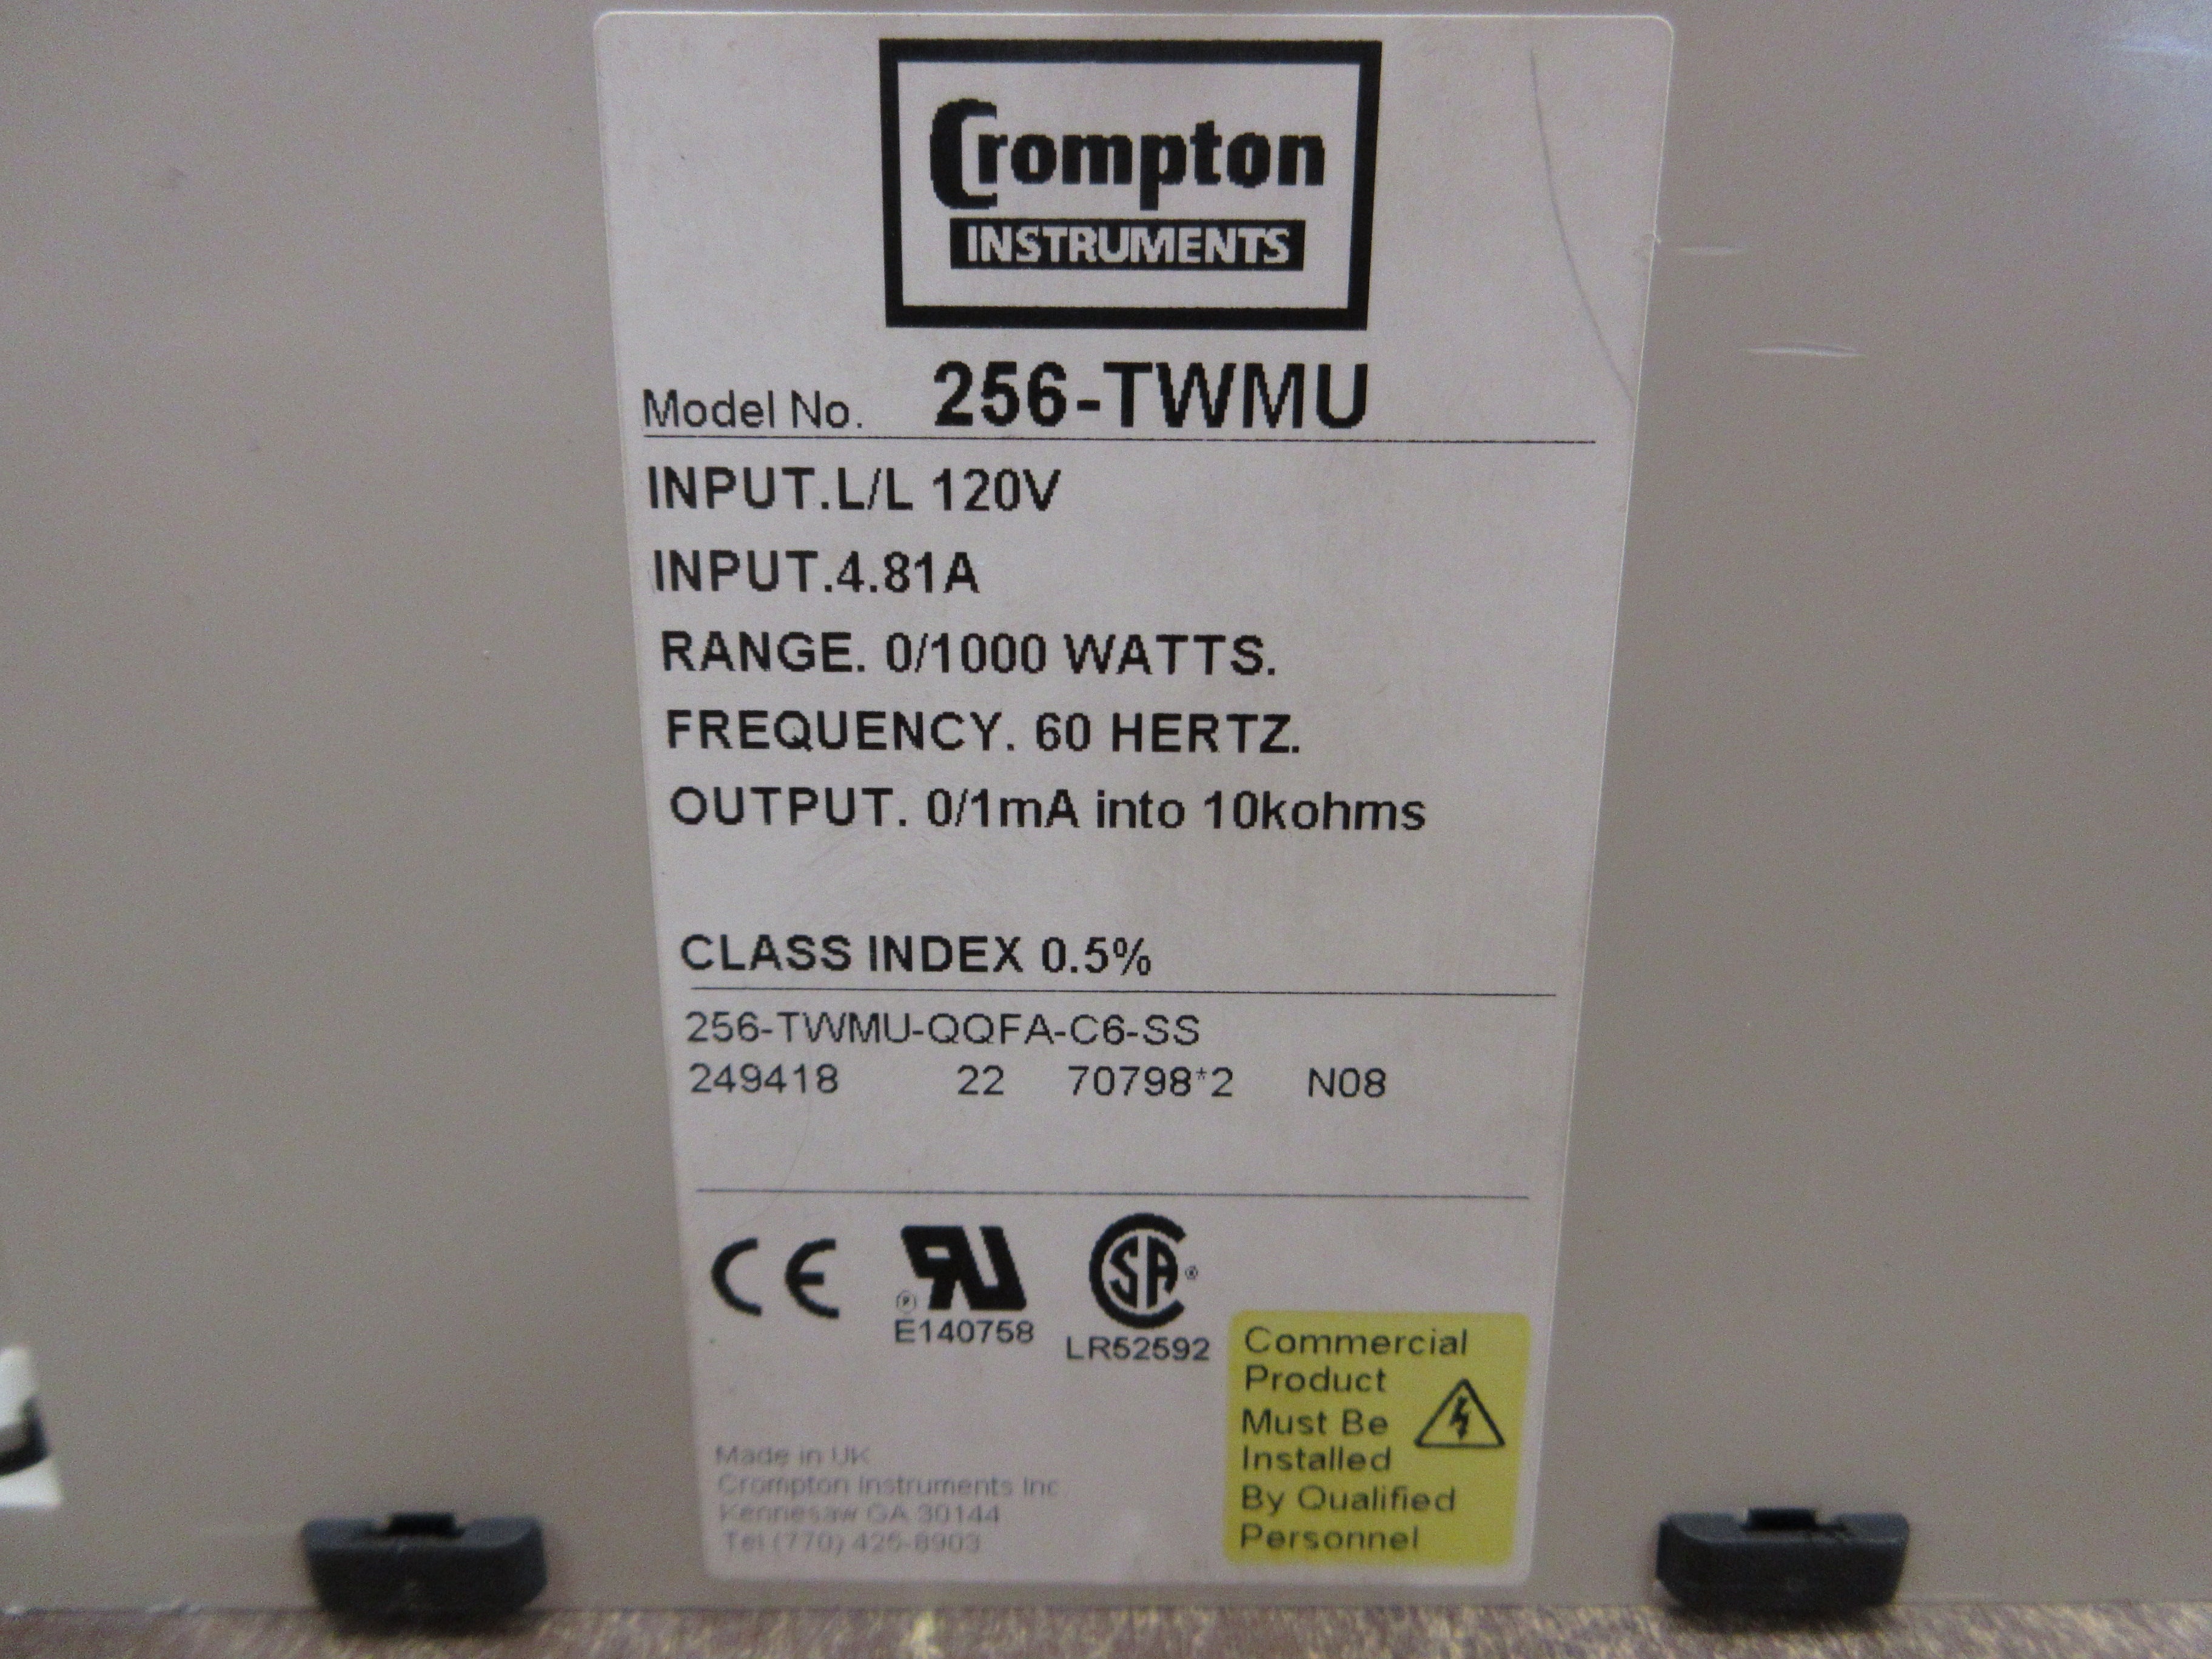 Crompton
INSTRUMENTS
Model No. 256-TWMU
INPUT.L/L 120V
INPUT.4.81A
RANGE. 0/1000 WATTS.
FREQUENCY. 60 HERTZ.
OUTPUT. 0/1mA into 10kohms
CLASS INDEX 0.5%
256-TWMU-QQFA-C6-SS
249418 22 70798*2 N08
CE
E140758
SA
LR52592
Commercial
Product
Must Be
Installed
By Qualified
Personnel
Made in UK
Crompton Instruments Inc
Kennesaw GA 30144
Tel (770) 425-8903